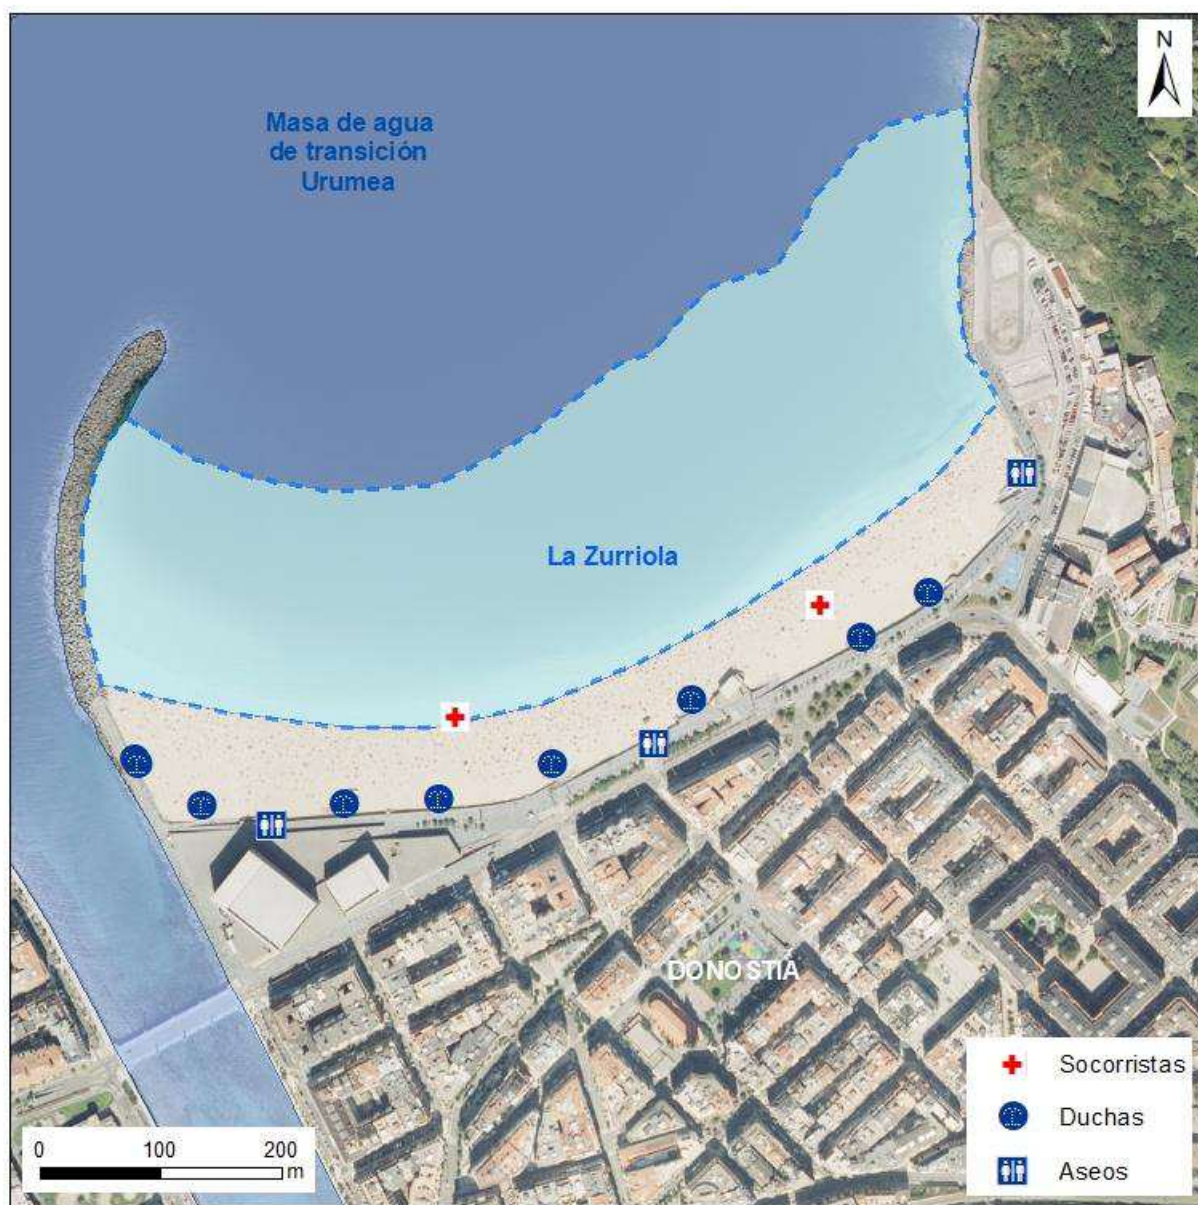 N
Masa de agua
de transición
Urumea
La Zurriola
DONOSTIA
Socorristas
Duchas
Aseos
0 100 200
m